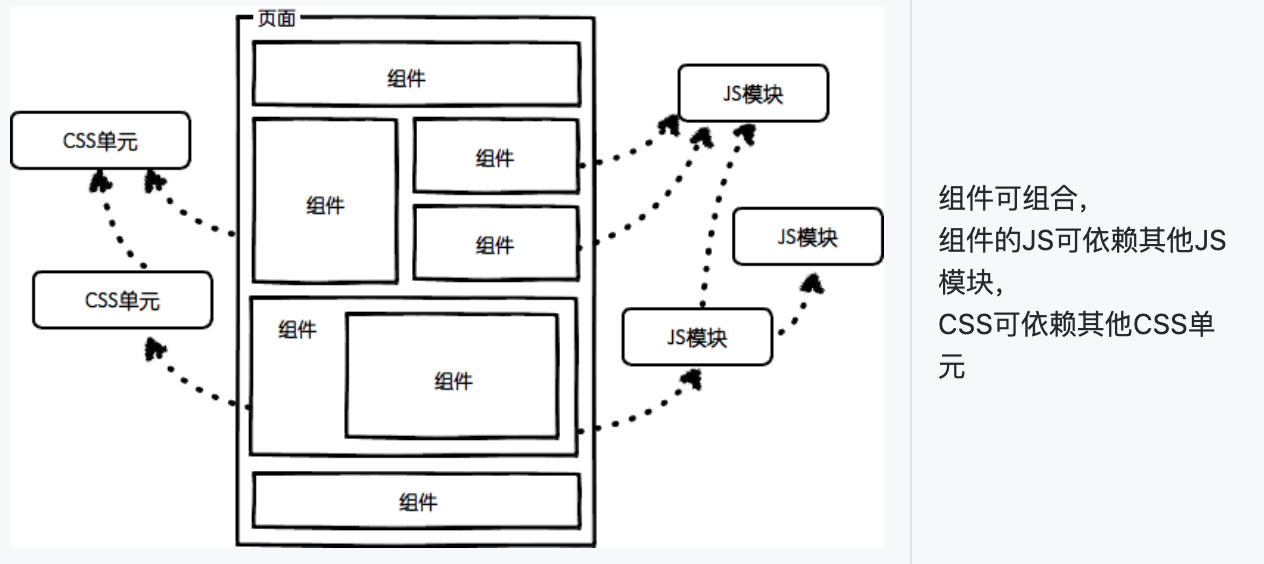 页面
组件
JS模块
CSS单元
组件
组件
组件
JS模块
CSS单元
组件
组件
JS模块
组件
组件可组合,
组件的JS可依赖其他JS
模块,
CSS可依赖其他CSS单
元